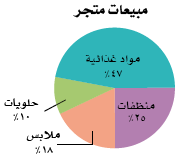 مبيعات متجر
مواد غذائية
٤٧٪
حلويات
١٠٪
منظفات
٢٥٪
ملابس
١٨٪